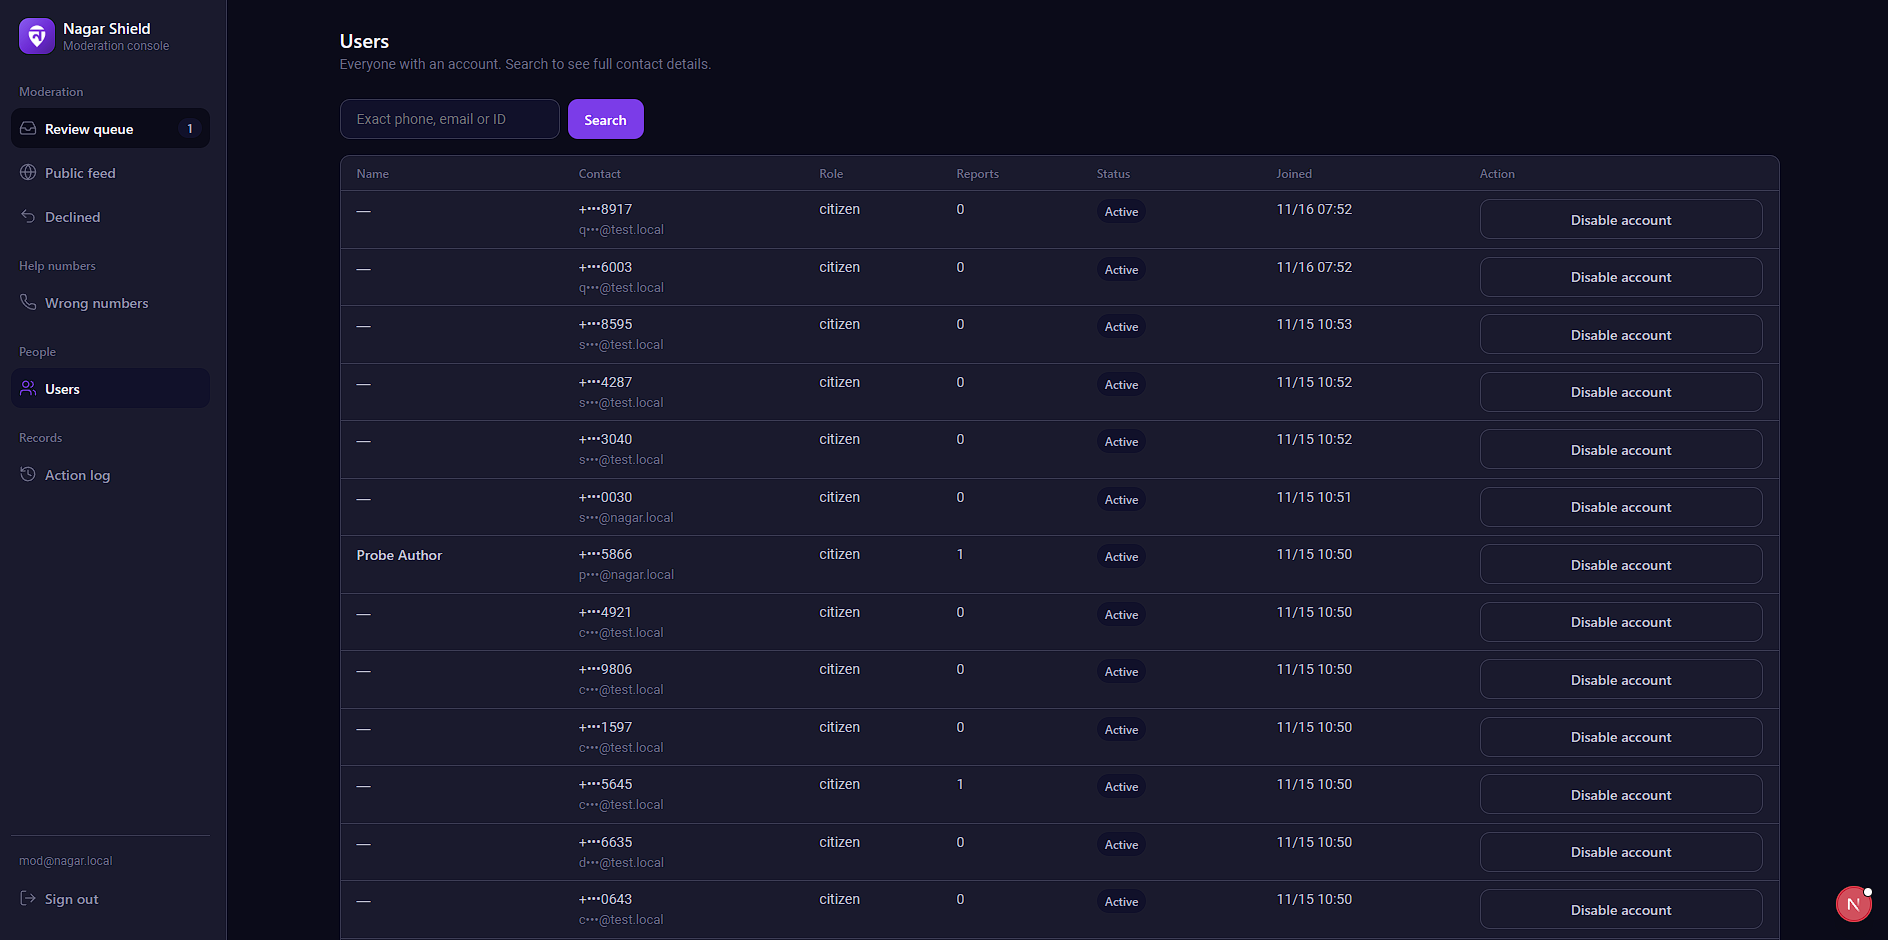 Nagar Shield
Moderation console
Moderation
Review queue 1
Public feed
Declined
Help numbers
Wrong numbers
People
Users
Records
Action log
mod@nagar.local
Sign out
Users
Everyone with an account. Search to see full contact details.
Exact phone, email or ID Search
Name Contact Role Reports Status Joined Action
— +•••8917 citizen 0 Active 11/16 07:52 Disable account
q•••@test.local
— +•••6003 citizen 0 Active 11/16 07:52 Disable account
q•••@test.local
— +•••8595 citizen 0 Active 11/15 10:53 Disable account
s•••@test.local
— +•••4287 citizen 0 Active 11/15 10:52 Disable account
s•••@test.local
— +•••3040 citizen 0 Active 11/15 10:52 Disable account
s•••@test.local
— +•••0030 citizen 0 Active 11/15 10:51 Disable account
s•••@nagar.local
Probe Author +•••5866 citizen 1 Active 11/15 10:50 Disable account
p•••@nagar.local
— +•••4921 citizen 0 Active 11/15 10:50 Disable account
c•••@test.local
— +•••9806 citizen 0 Active 11/15 10:50 Disable account
c•••@test.local
— +•••1597 citizen 0 Active 11/15 10:50 Disable account
c•••@test.local
— +•••5645 citizen 1 Active 11/15 10:50 Disable account
c•••@test.local
— +•••6635 citizen 0 Active 11/15 10:50 Disable account
d•••@test.local
— +•••0643 citizen 0 Active 11/15 10:50 Disable account
c•••@test.local
N